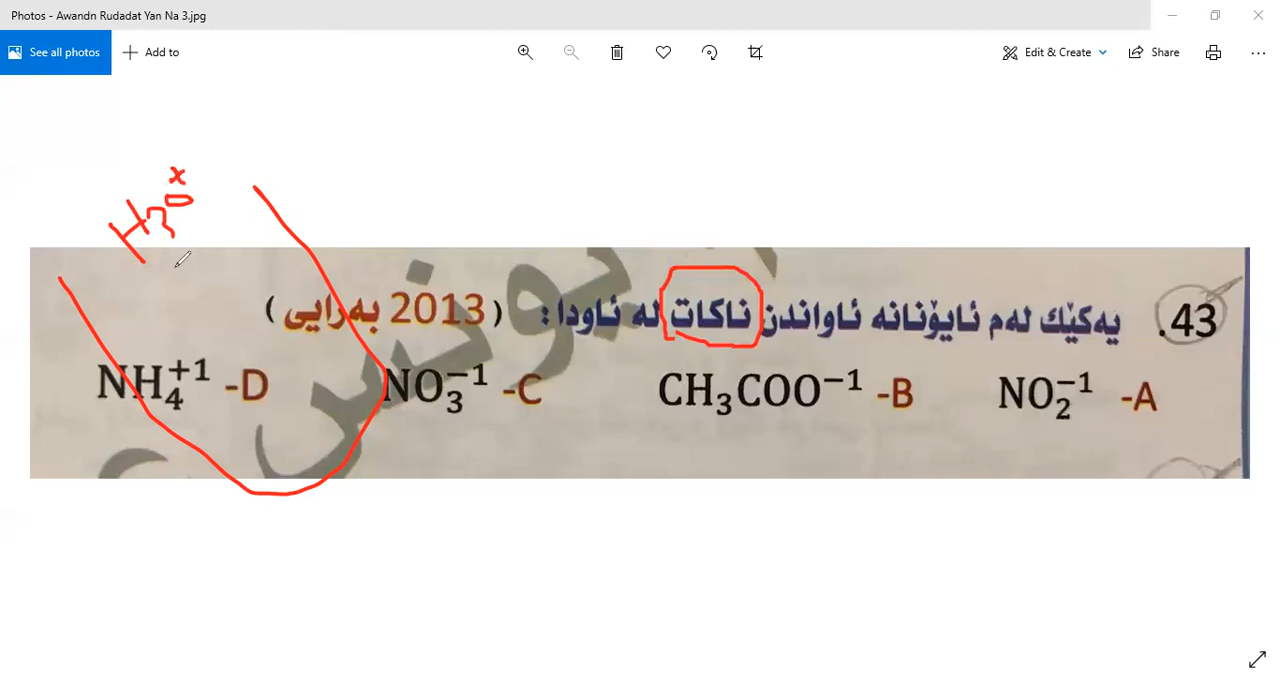 Photos - Awandn Rudadat Yan Na 3.jpg
See all photos
Add to
Edit & Create
Share
H
x
43. یەکێك لەم ئایۆنانە ئاواندن ناکات لە ئاودا : ( 2013 بەرایی )
A- NO₂⁻¹ B- CH₃COO⁻¹ C- NO₃⁻¹ D- NH₄⁺¹